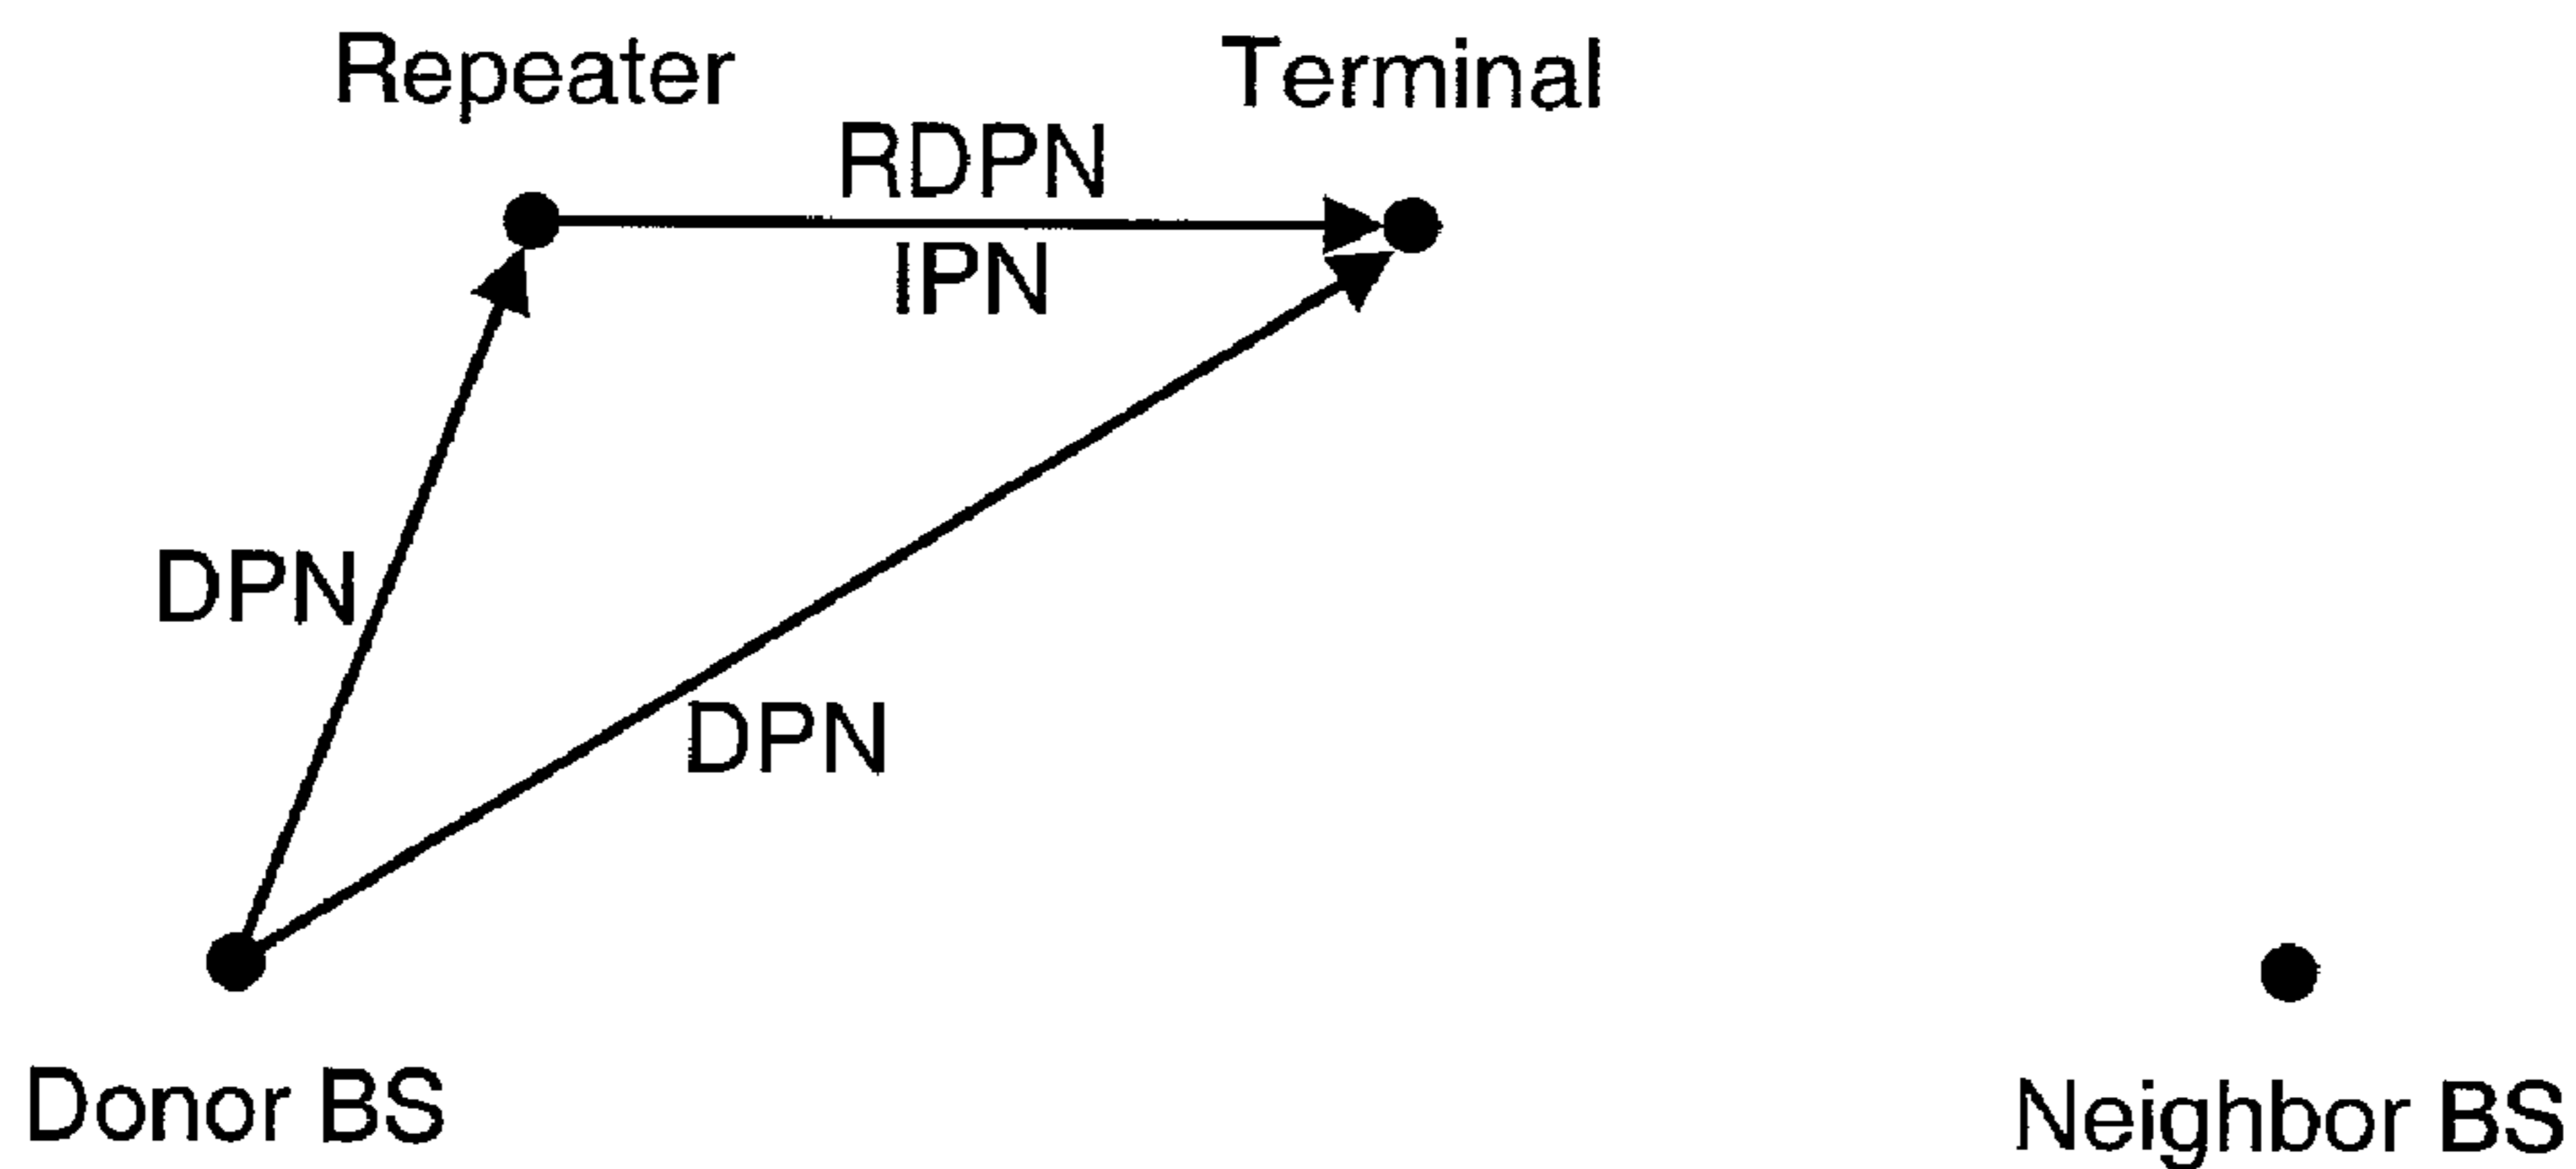 Repeater
Terminal
RDPN
IPN
DPN
DPN
Donor BS
Neighbor BS